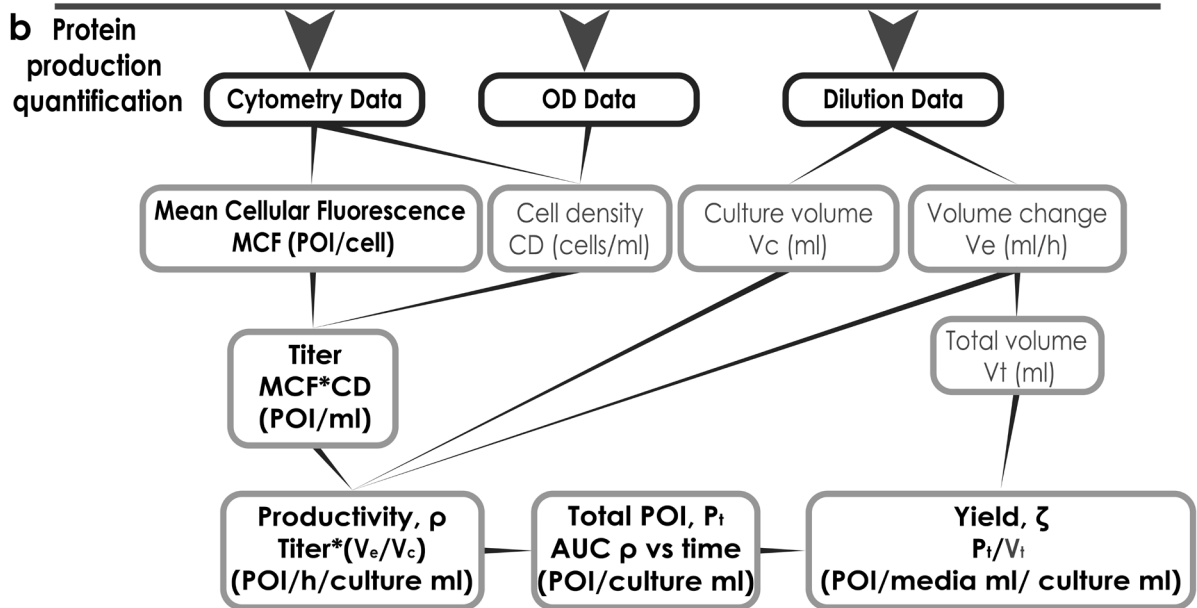 b Protein
production
quantification
Cytometry Data
OD Data
Dilution Data
Mean Cellular Fluorescence
MCF (POI/cell)
Cell density
CD (cells/ml)
Culture volume
Vc (ml)
Volume change
Ve (ml/h)
Titer
MCF*CD
(POI/ml)
Total volume
Vt (ml)
Productivity, ρ
Titer*(Ve/Vc)
(POI/h/culture ml)
Total POI, Pt
AUC ρ vs time
(POI/culture ml)
Yield, ζ
Pt/Vt
(POI/media ml/ culture ml)